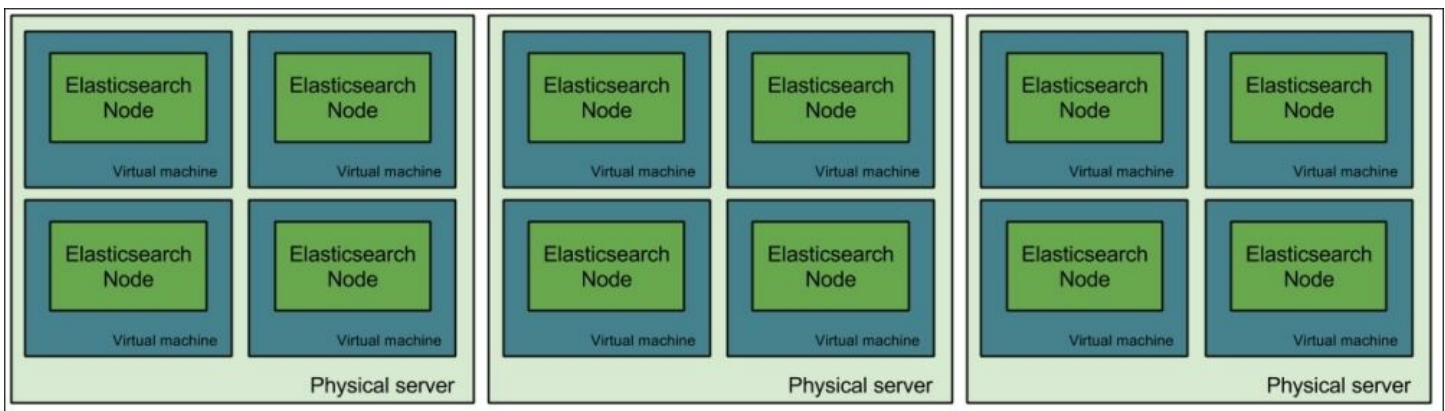 Elasticsearch
Node
Virtual machine
Elasticsearch
Node
Virtual machine
Elasticsearch
Node
Virtual machine
Elasticsearch
Node
Virtual machine
Physical server
Elasticsearch
Node
Virtual machine
Elasticsearch
Node
Virtual machine
Elasticsearch
Node
Virtual machine
Elasticsearch
Node
Virtual machine
Physical server
Elasticsearch
Node
Virtual machine
Elasticsearch
Node
Virtual machine
Elasticsearch
Node
Virtual machine
Elasticsearch
Node
Virtual machine
Physical server